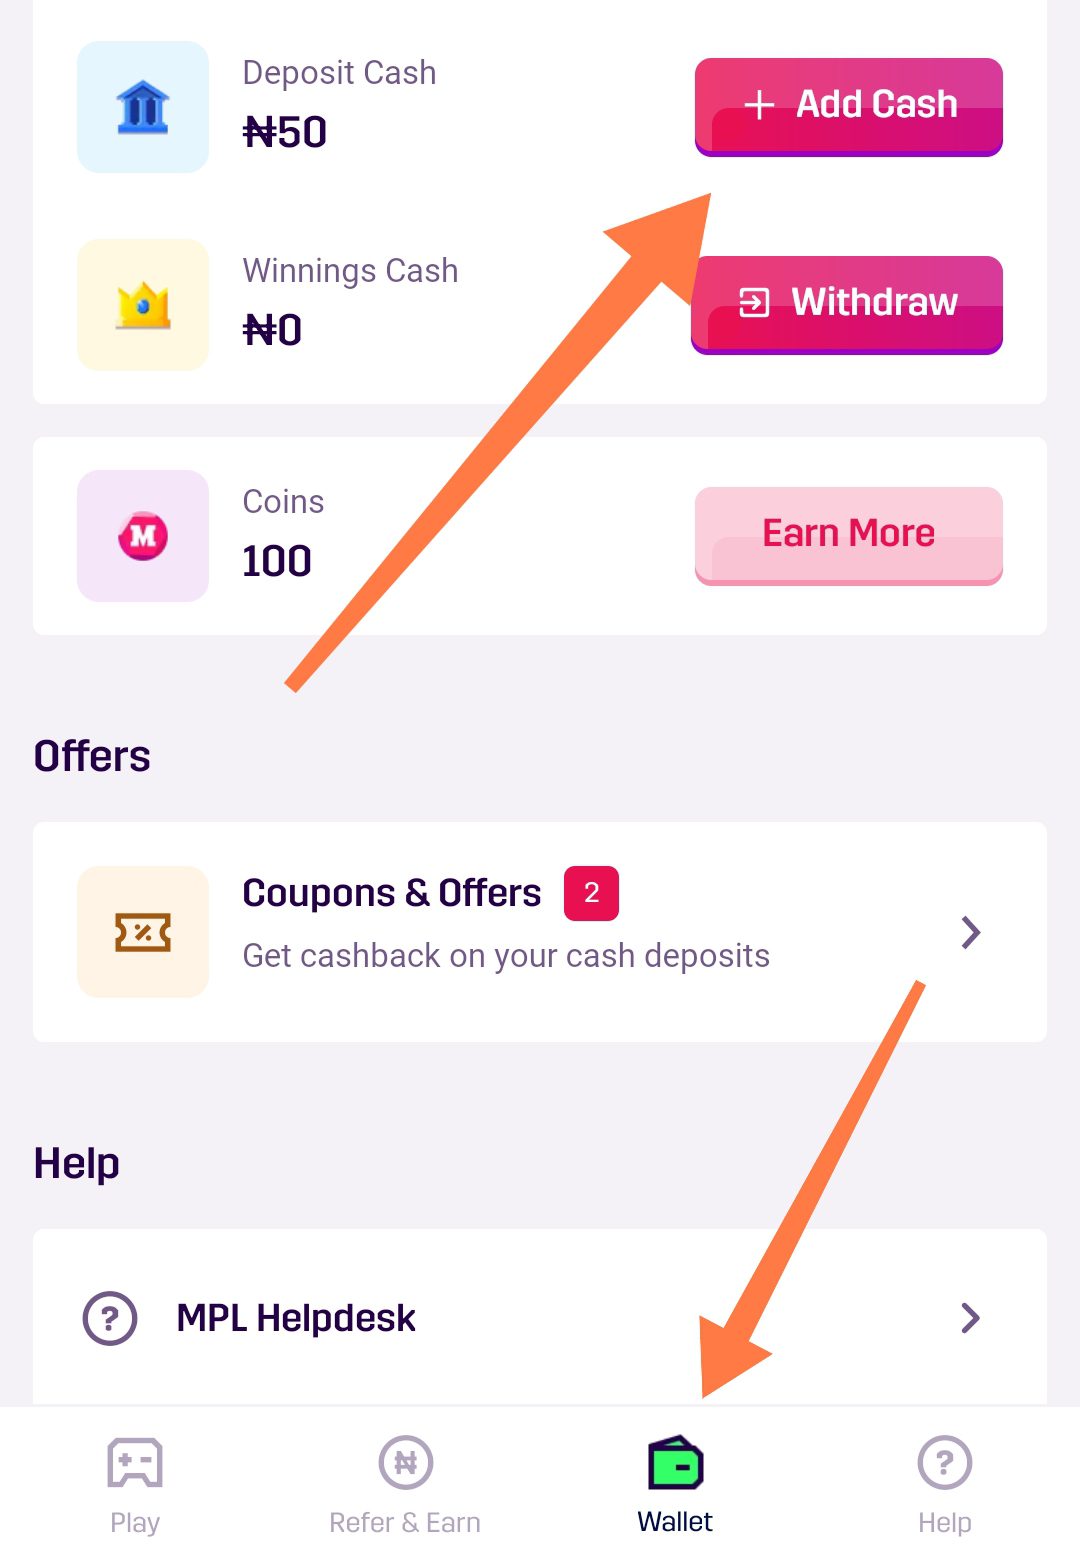 Deposit Cash
₦50
Add Cash
Winnings Cash
₦0
Withdraw
M
Coins
100
Earn More
Offers
Coupons & Offers 2
Get cashback on your cash deposits
Help
? MPL Helpdesk
Play
₦
Refer & Earn
Wallet
?
Help